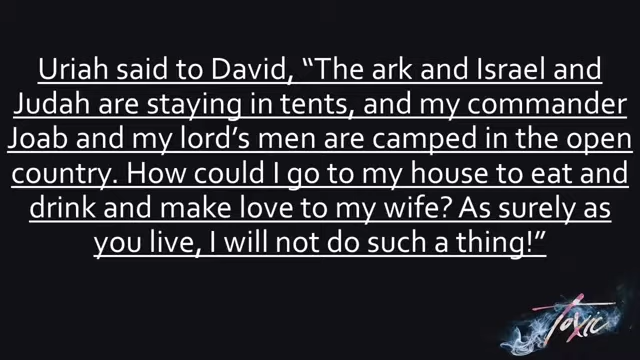 Uriah said to David, “The ark and Israel and
Judah are staying in tents, and my commander
Joab and my lord’s men are camped in the open
country. How could I go to my house to eat and
drink and make love to my wife? As surely as
you live, I will not do such a thing!”
Toxic